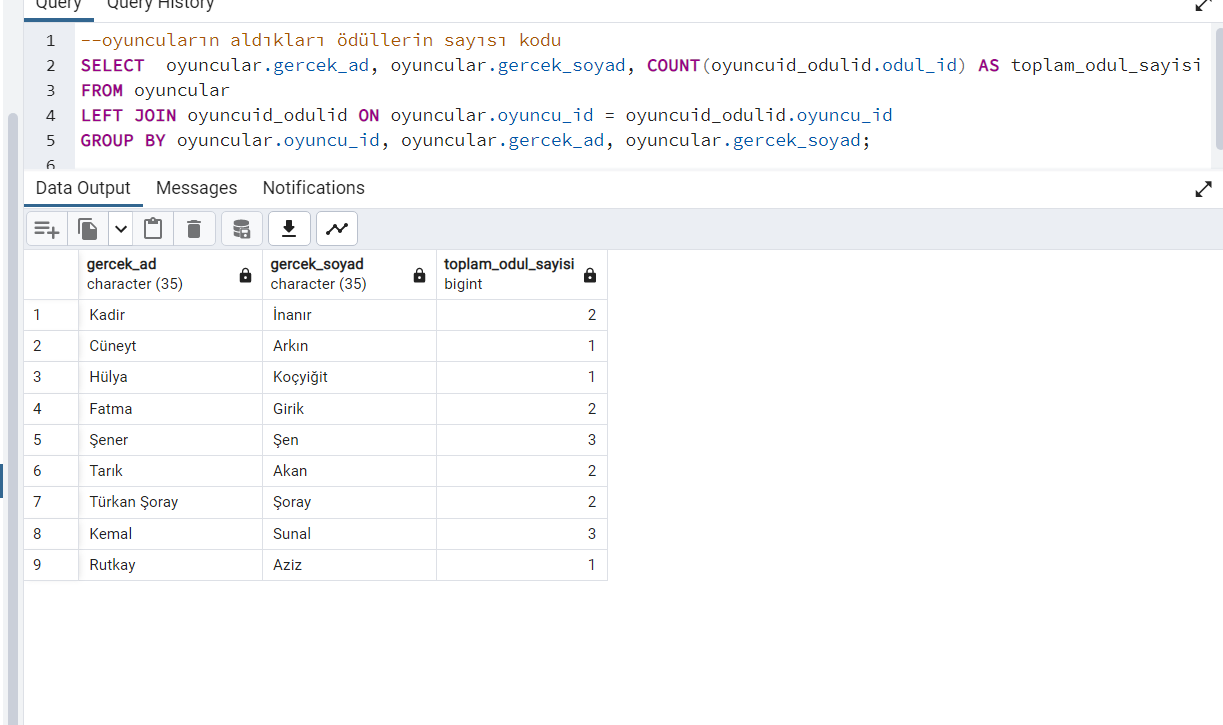 Query Query History
1 --oyuncuların aldıkları ödüllerin sayısı kodu
2 SELECT oyuncular.gercek_ad, oyuncular.gercek_soyad, COUNT(oyuncuid_odulid.odul_id) AS toplam_odul_sayisi
3 FROM oyuncular
4 LEFT JOIN oyuncuid_odulid ON oyuncular.oyuncu_id = oyuncuid_odulid.oyuncu_id
5 GROUP BY oyuncular.oyuncu_id, oyuncular.gercek_ad, oyuncular.gercek_soyad;
6
Data Output Messages Notifications
gercek_ad gercek_soyad toplam_odul_sayisi
character (35) character (35) bigint
1 Kadir İnanır 2
2 Cüneyt Arkın 1
3 Hülya Koçyiğit 1
4 Fatma Girik 2
5 Şener Şen 3
6 Tarık Akan 2
7 Türkan Şoray Şoray 2
8 Kemal Sunal 3
9 Rutkay Aziz 1